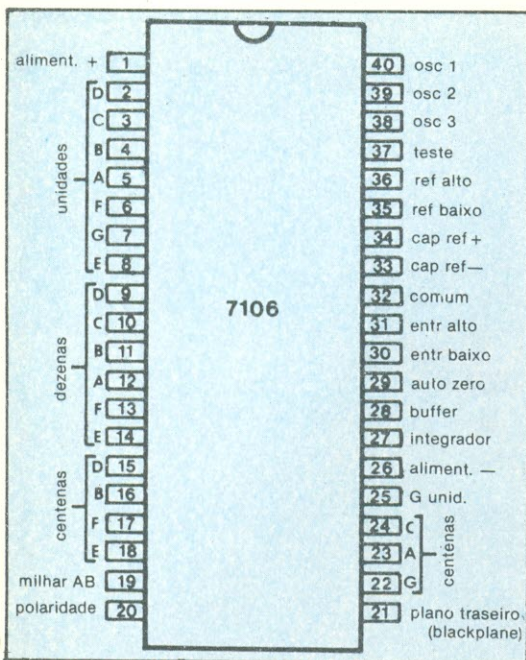 7106
aliment. + 1
unidades
D 2
C 3
B 4
A 5
F 6
G 7
E 8
dezenas
D 9
C 10
B 11
A 12
F 13
E 14
centenas
D 15
B 16
F 17
E 18
milhar AB 19
polaridade 20
40 osc 1
39 osc 2
38 osc 3
37 teste
36 ref alto
35 ref baixo
34 cap ref +
33 cap ref —
32 comum
31 entr alto
30 entr baixo
29 auto zero
28 buffer
27 integrador
26 aliment. —
25 G unid.
24 C
23 A
22 G
centenas
21 plano traseiro
(blackplane)